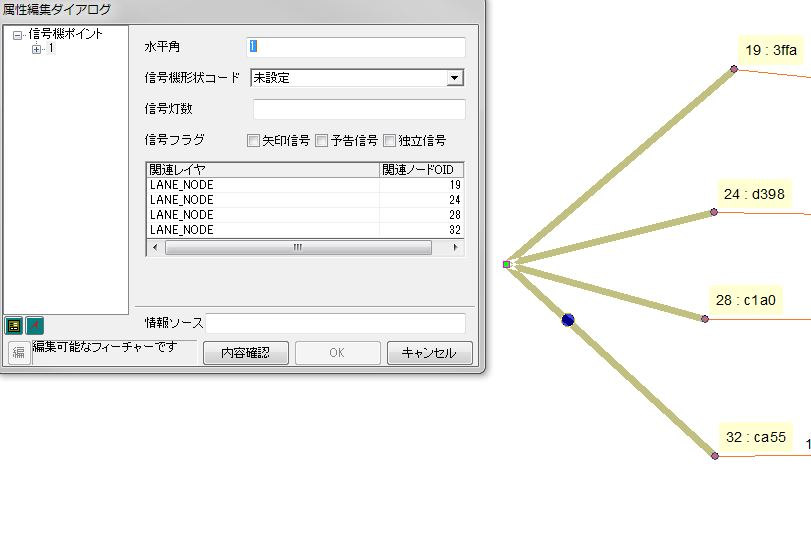 属性編集ダイアログ
信号機ポイント
1
水平角
1
信号機形状コード
未設定
信号灯数
信号フラグ
矢印信号
予告信号
独立信号
関連レイヤ 関連ノードOID
LANE_NODE 19
LANE_NODE 24
LANE_NODE 28
LANE_NODE 32
情報ソース
編
編集可能なフィーチャーです
内容確認
OK
キャンセル
19 : 3ffa
24 : d398
28 : c1a0
32 : ca55
1